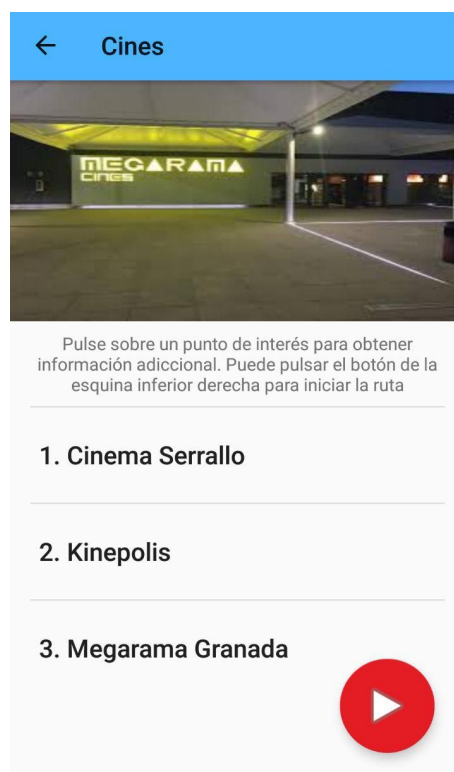 Cines
MEGARAMA
CINES
Pulse sobre un punto de interés para obtener
información adiccional. Puede pulsar el botón de la
esquina inferior derecha para iniciar la ruta
1. Cinema Serrallo
2. Kinepolis
3. Megarama Granada